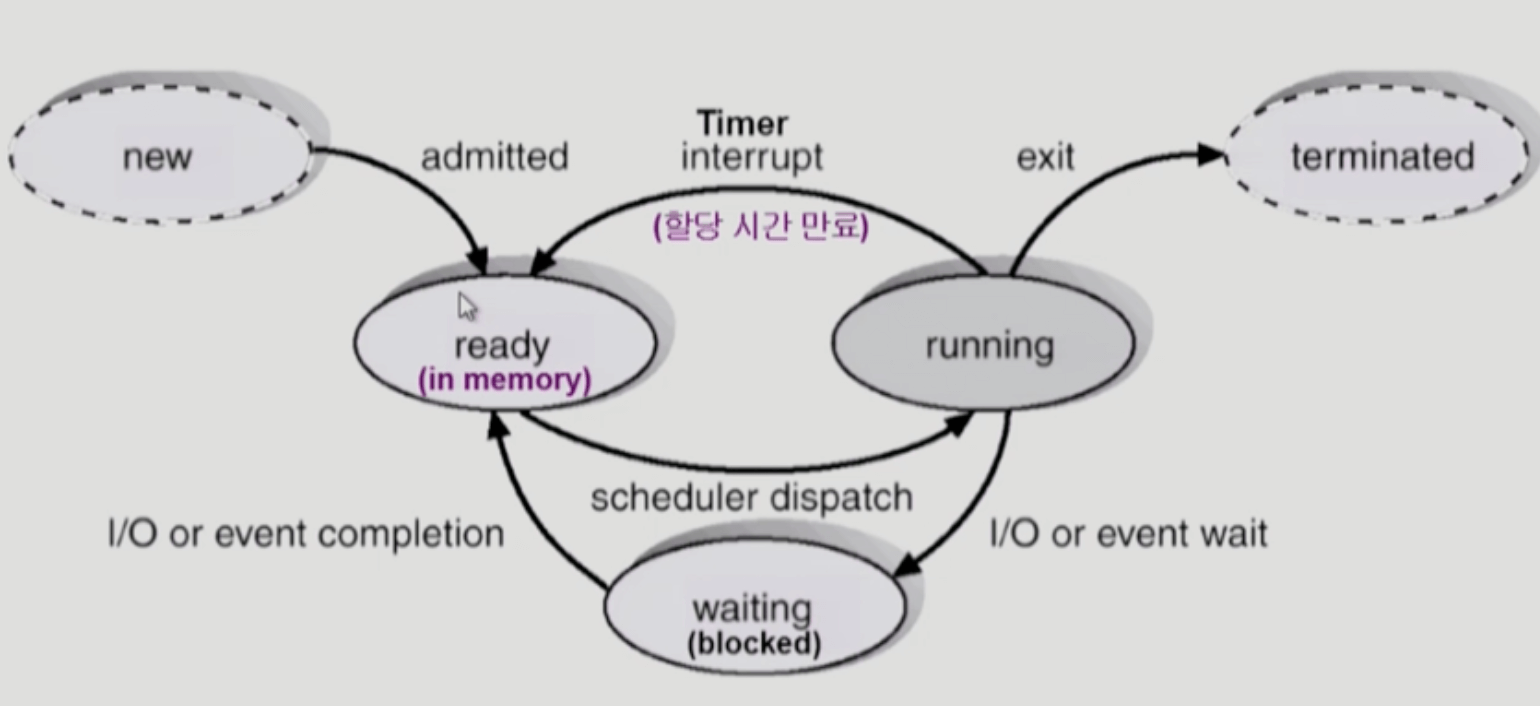 new
admitted
Timer
interrupt
(할당 시간 만료)
exit
terminated
ready
(in memory)
running
scheduler dispatch
I/O or event completion
I/O or event wait
waiting
(blocked)